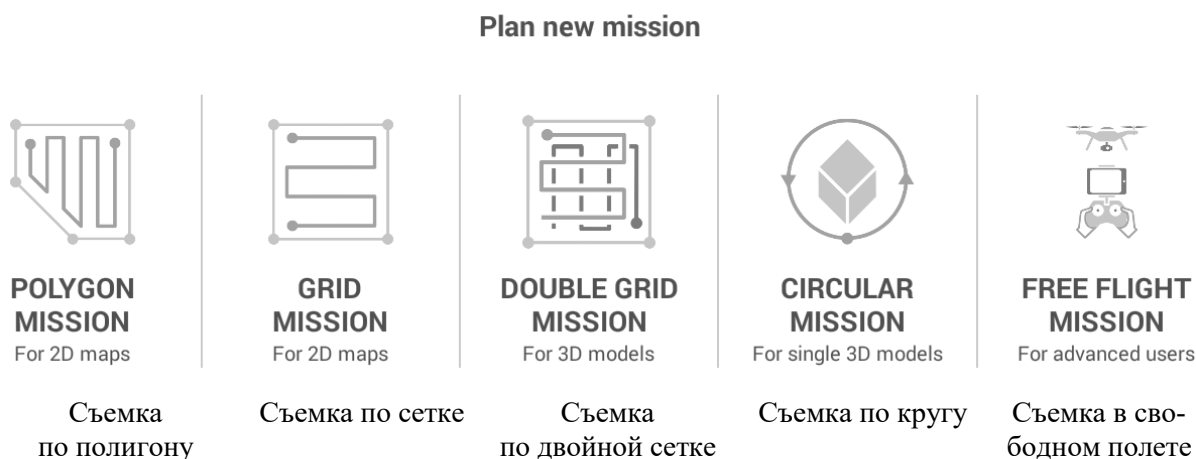 Plan new mission
POLYGON
MISSION
For 2D maps
GRID
MISSION
For 2D maps
DOUBLE GRID
MISSION
For 3D models
CIRCULAR
MISSION
For single 3D models
FREE FLIGHT
MISSION
For advanced users
Съемка
по полигону
Съемка по сетке
Съемка
по двойной сетке
Съемка по кругу
Съемка в сво-
бодном полете